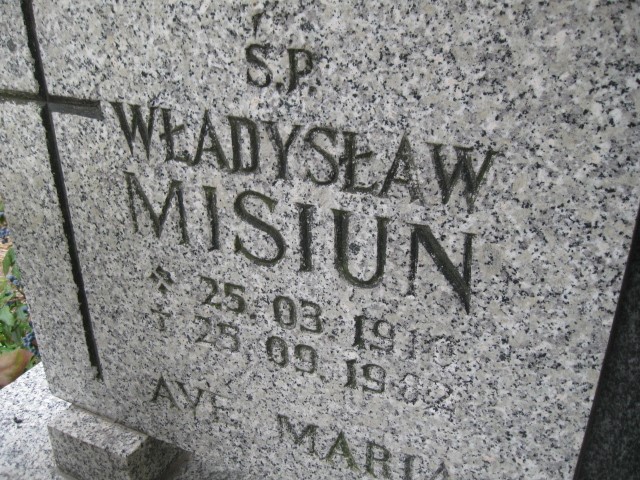 Ś.P.
WŁADYSŁAW
MISIUN
25.03.
25.09.
AVE MARIA